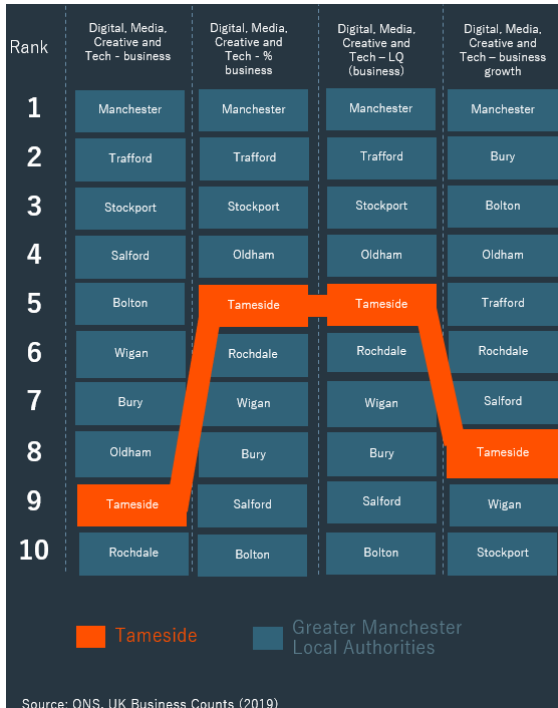 Rank
Digital, Media,
Creative and
Tech - business
Digital, Media,
Creative and
Tech - %
business
Digital, Media,
Creative and
Tech – LQ
(business)
Digital, Media,
Creative and
Tech – business
growth
1 Manchester Manchester Manchester Manchester
2 Trafford Trafford Trafford Bury
3 Stockport Stockport Stockport Bolton
4 Salford Oldham Oldham Oldham
5 Bolton Tameside Tameside Trafford
6 Wigan Rochdale Rochdale Rochdale
7 Bury Wigan Wigan Salford
8 Oldham Bury Bury Tameside
9 Tameside Salford Salford Wigan
10 Rochdale Bolton Bolton Stockport
Tameside
Greater Manchester
Local Authorities
Source: ONS, UK Business Counts (2019)